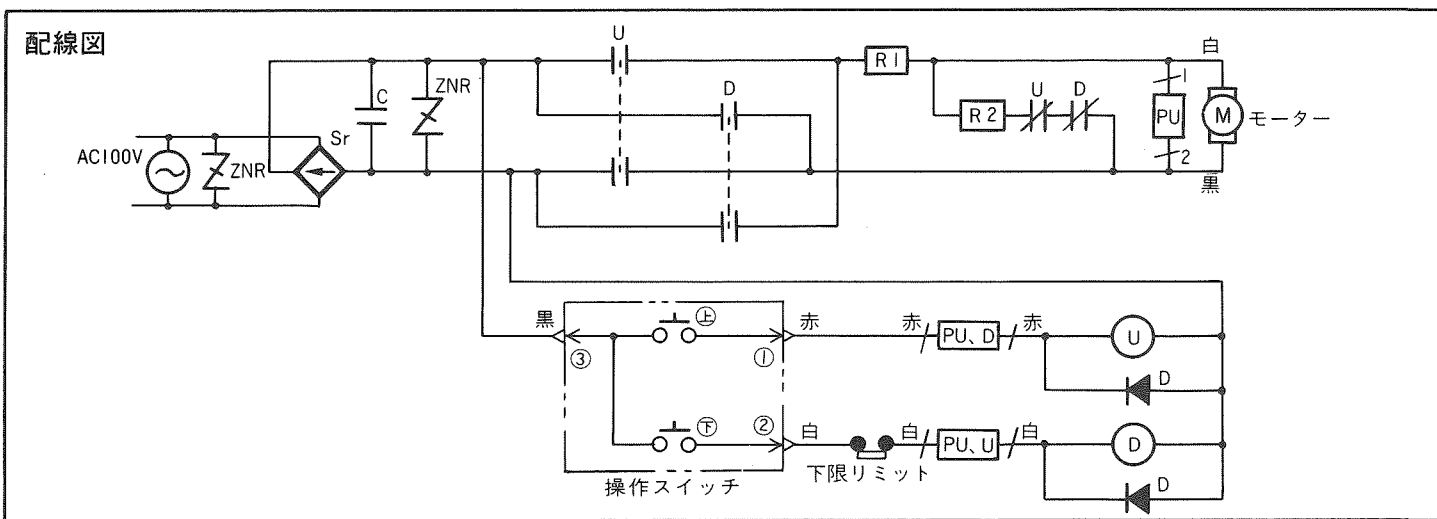 配線図
U
白
R1
1
C
ZNR
D
U
D
R2
PU
M
モーター
Sr
AC100V
ZNR
2
黒
黒
上
赤
赤
PU、D
赤
U
③
①
D
下
②
白
白
PU、U
白
D
下限リミット
操作スイッチ
D